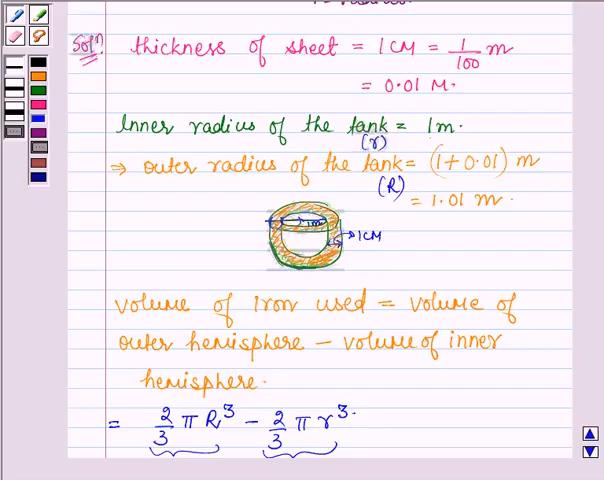 Solⁿ: thickness of sheet = 1 CM = 1/100 m
= 0.01 M.
Inner radius of the tank = 1m.
(r)
⇒ outer radius of the tank = (1+0.01) m
(R)
= 1.01 m.
1m
1CM
volume of iron used = volume of
outer hemisphere - volume of inner
hemisphere.
= 2/3 π R³ - 2/3 π r³.